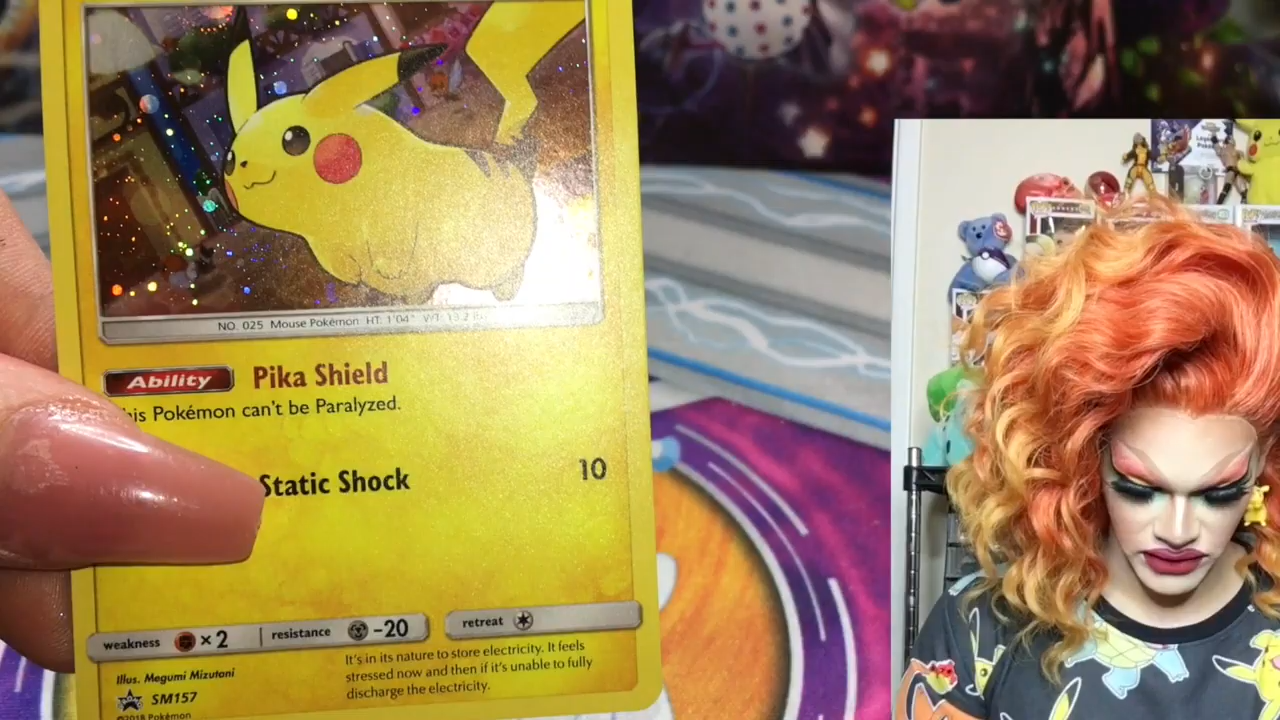 NO. 025 Mouse Pokémon HT: 1'04"
Ability Pika Shield
his Pokémon can't be Paralyzed.
Static Shock 10
weakness ×2 resistance -20 retreat
It's in its nature to store electricity. It feels
stressed now and then if it's unable to fully
discharge the electricity.
Illus. Megumi Mizutani
SM157
©2018 Pokémon